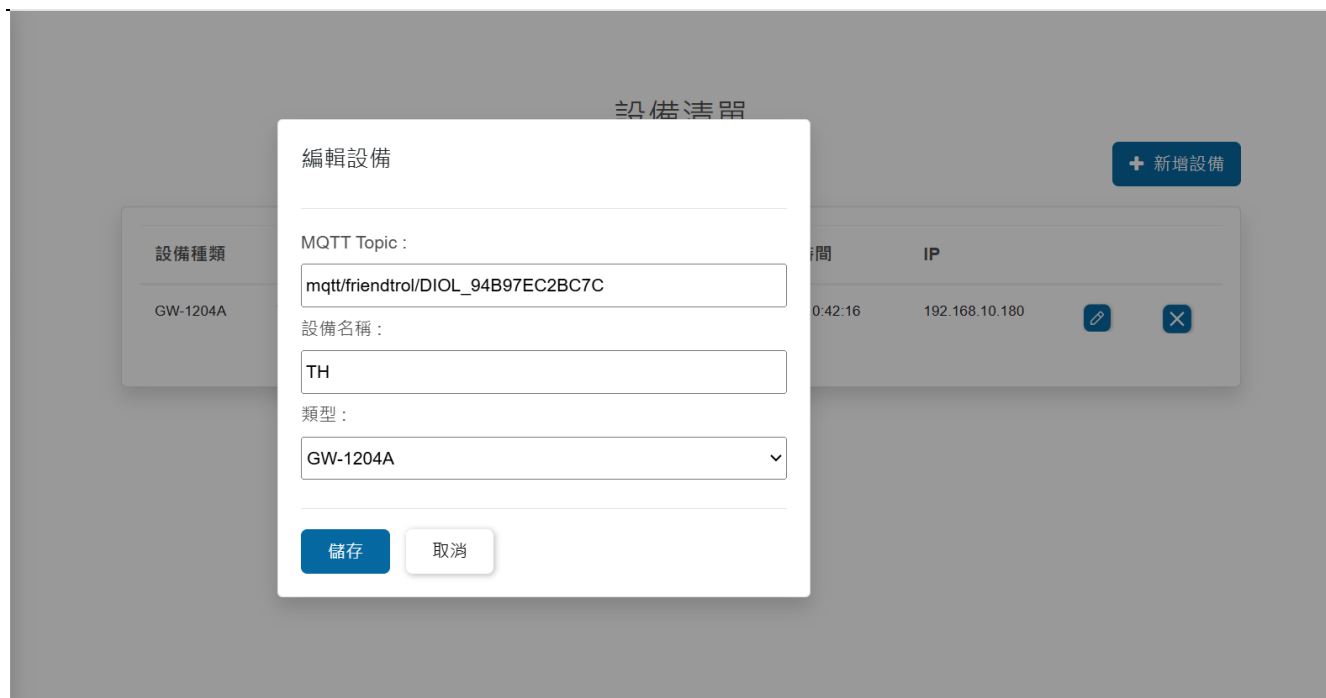 設備清單
編輯設備
+ 新增設備
MQTT Topic :
mqtt/friendtrol/DIOL_94B97EC2BC7C
設備名稱 :
TH
類型 :
GW-1204A
儲存 取消
設備種類 間 IP
GW-1204A 0:42:16 192.168.10.180